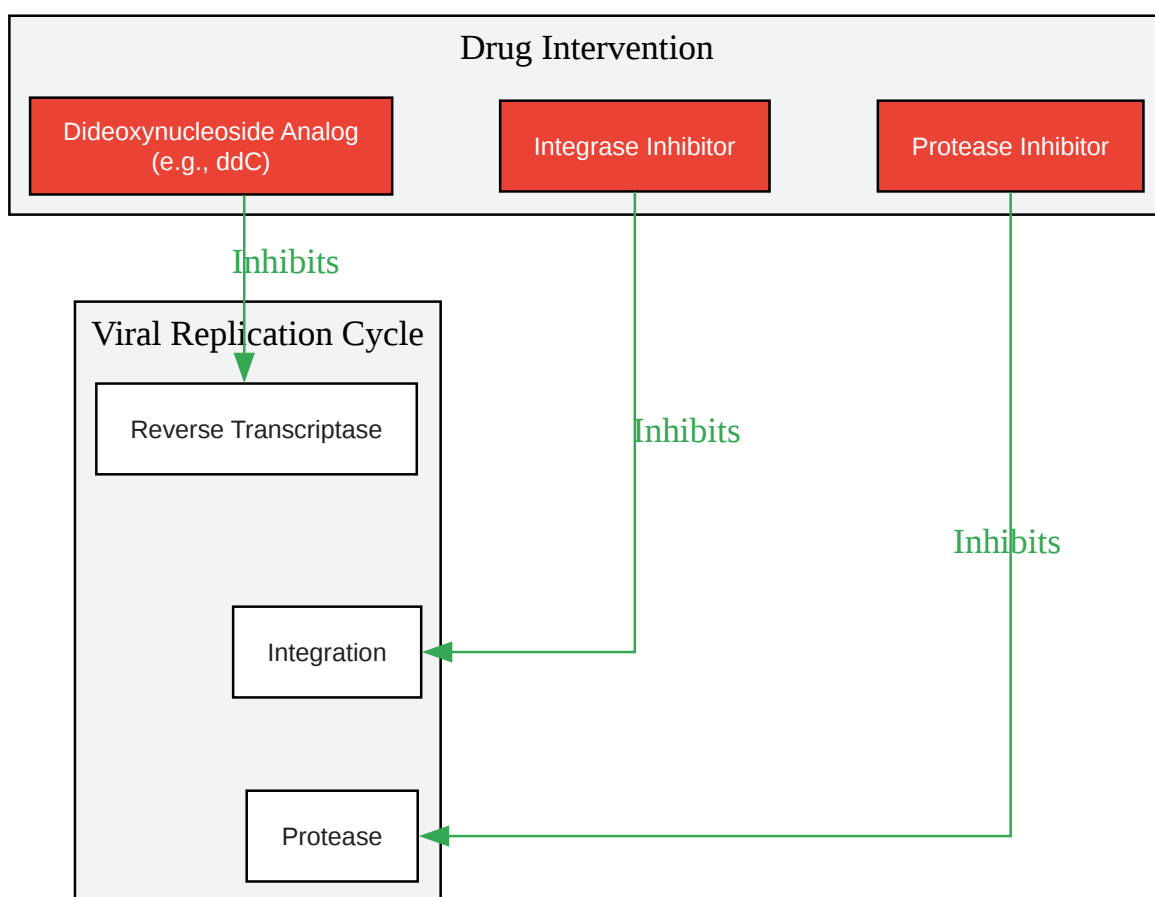 Drug Intervention
Dideoxynucleoside Analog
(e.g., ddC)
Integrase Inhibitor
Protease Inhibitor
Inhibits
Viral Replication Cycle
Reverse Transcriptase
Inhibits
Inhibits
Integration
Protease